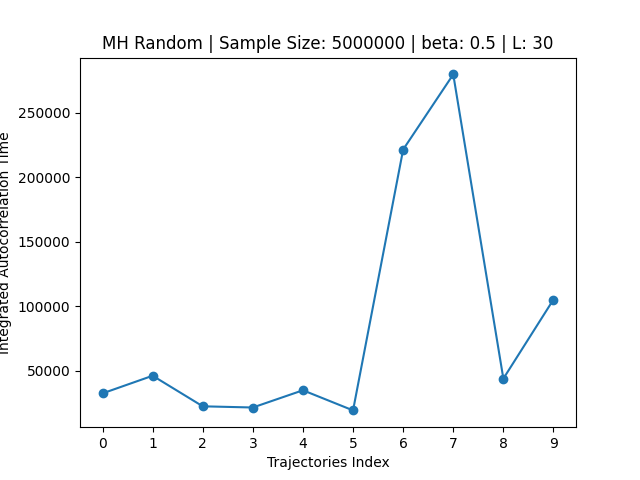 MH Random | Sample Size: 5000000 | beta: 0.5 | L: 30
Integrated Autocorrelation Time
250000
200000
150000
100000
50000
0 1 2 3 4 5 6 7 8 9
Trajectories Index